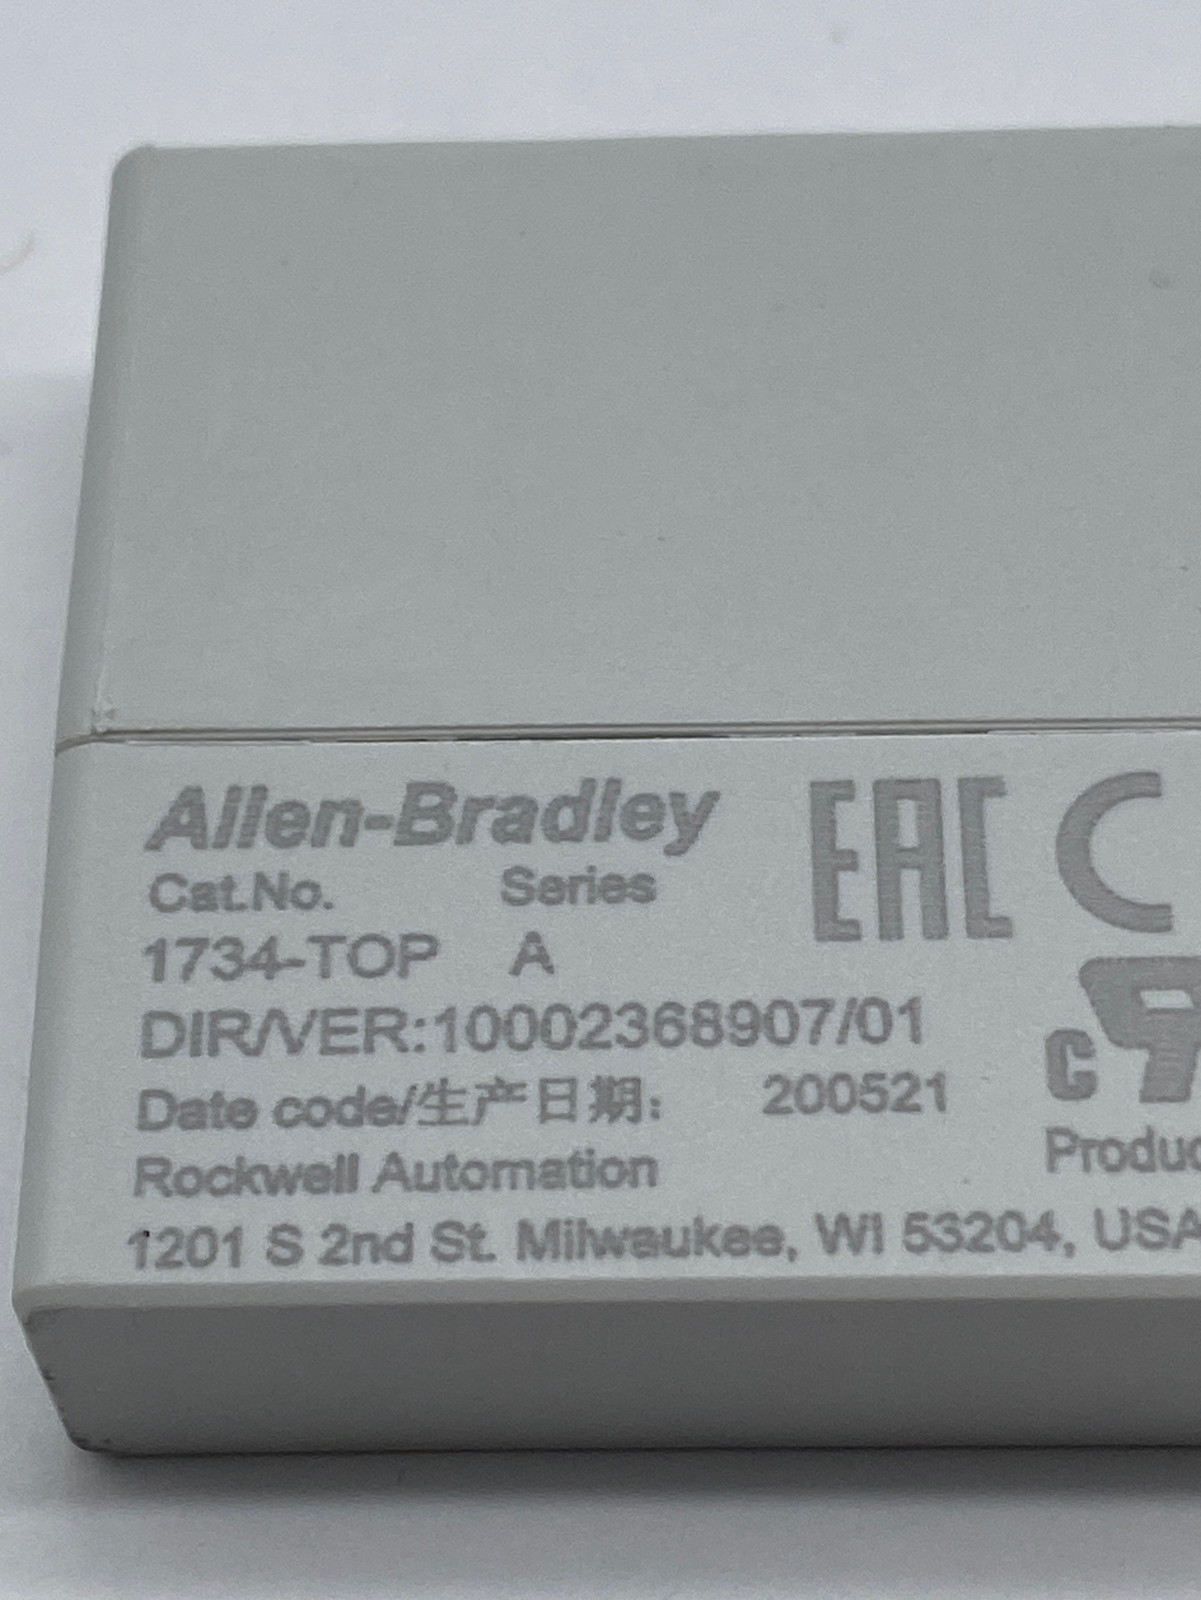 Allen-Bradley
EAC
C
Cat.No. Series
1734-TOP A
c
DIR/VER:10002368907/01
Date code/生产日期: 200521
Produc
Rockwell Automation
1201 S 2nd St. Milwaukee, WI 53204, USA